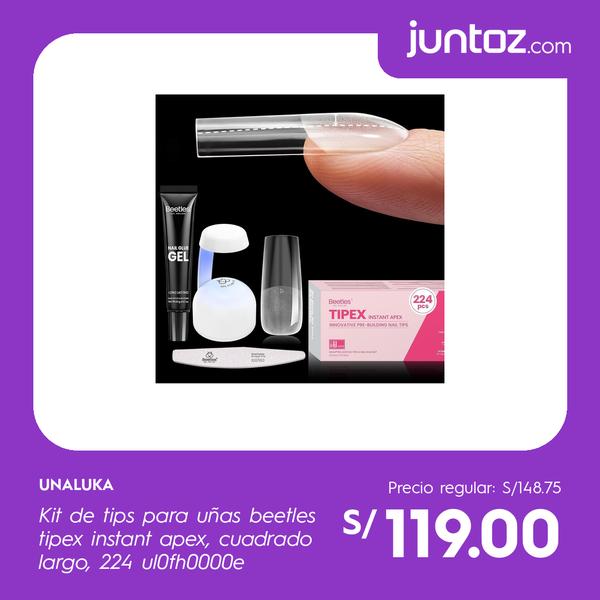 juntoz.com
Beetles
NAIL GLUE
GEL
Beetles
224
pcs
TIPEX INSTANT APEX
INNOVATIVE PRE-BUILDING NAIL TIPS
Beetles
UNALUKA
Precio regular: S/148.75
Kit de tips para uñas beetles
tipex instant apex, cuadrado
largo, 224 ul0fh0000e
S/119.00